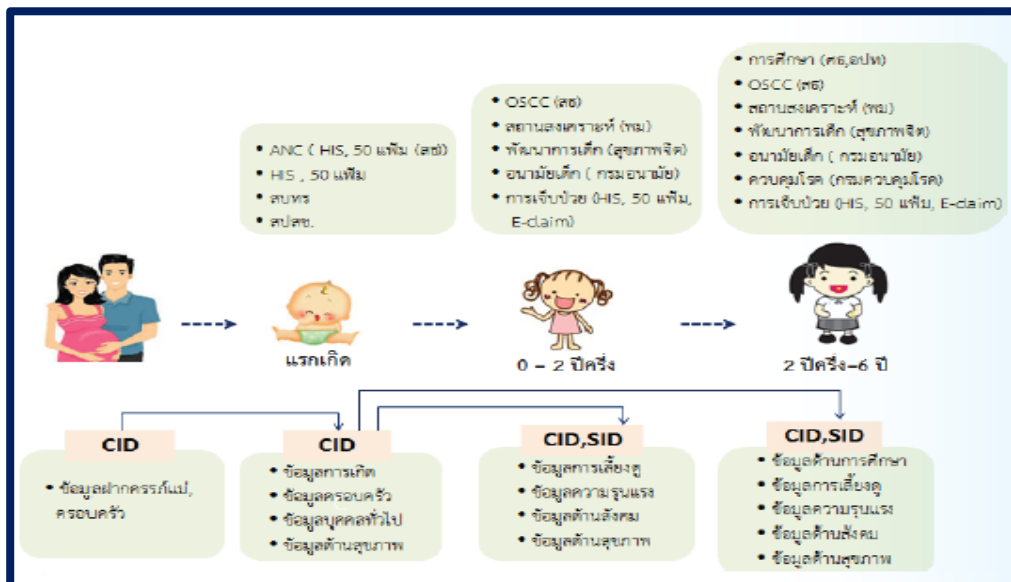 • ANC ( HIS, 50 แฟ้ม (สธ))
• HIS , 50 แฟ้ม
• สบทร
• สปสช.
• OSCC (สธ)
• สถานสงเคราะห์ (พม)
• พัฒนาการเด็ก (สุขภาพจิต)
• อนามัยเด็ก ( กรมอนามัย)
• การเจ็บป่วย (HIS, 50 แฟ้ม,
E-claim)
• การศึกษา (ศธ,อปท)
• OSCC (สธ)
• สถานสงเคราะห์ (พม)
• พัฒนาการเด็ก (สุขภาพจิต)
• อนามัยเด็ก ( กรมอนามัย)
• ควบคุมโรค (กรมควบคุมโรค)
• การเจ็บป่วย (HIS, 50 แฟ้ม, E-claim)
แรกเกิด
0 – 2 ปีครึ่ง
2 ปีครึ่ง–6 ปี
CID
• ข้อมูลฝากครรภ์แม่,
ครอบครัว
CID
• ข้อมูลการเกิด
• ข้อมูลครอบครัว
• ข้อมูลบุคคลทั่วไป
• ข้อมูลด้านสุขภาพ
CID,SID
• ข้อมูลการเลี้ยงดู
• ข้อมูลความรุนแรง
• ข้อมูลด้านสังคม
• ข้อมูลด้านสุขภาพ
CID,SID
• ข้อมูลด้านการศึกษา
• ข้อมูลการเลี้ยงดู
• ข้อมูลความรุนแรง
• ข้อมูลด้านสังคม
• ข้อมูลด้านสุขภาพ